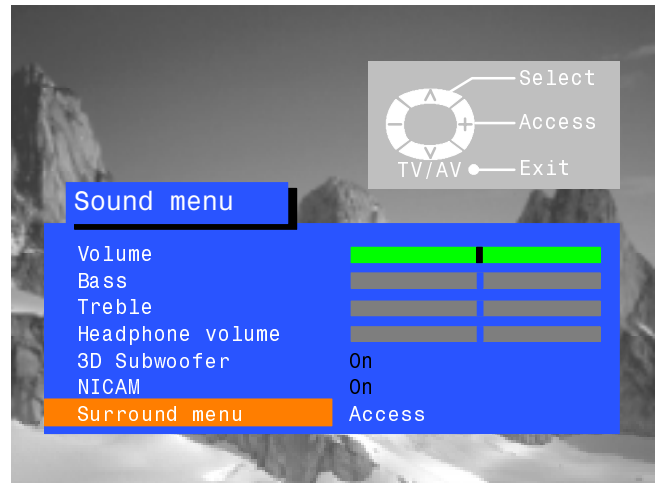 Select
Access
TV/AV Exit
Sound menu
Volume
Bass
Treble
Headphone volume
3D Subwoofer On
NICAM On
Surround menu Access